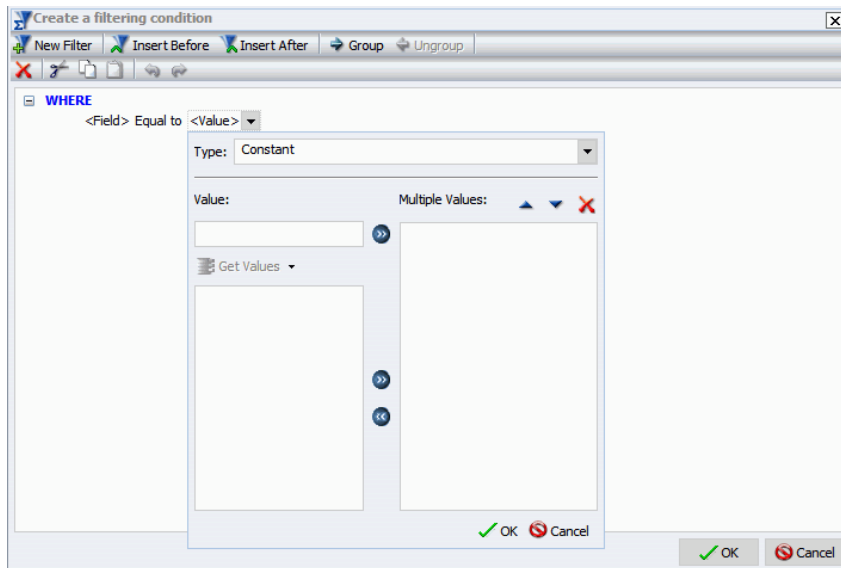 Create a filtering condition
New Filter Insert Before Insert After Group Ungroup
WHERE
<Field> Equal to <Value>
Type: Constant
Value: Multiple Values:
Get Values
OK Cancel
OK Cancel